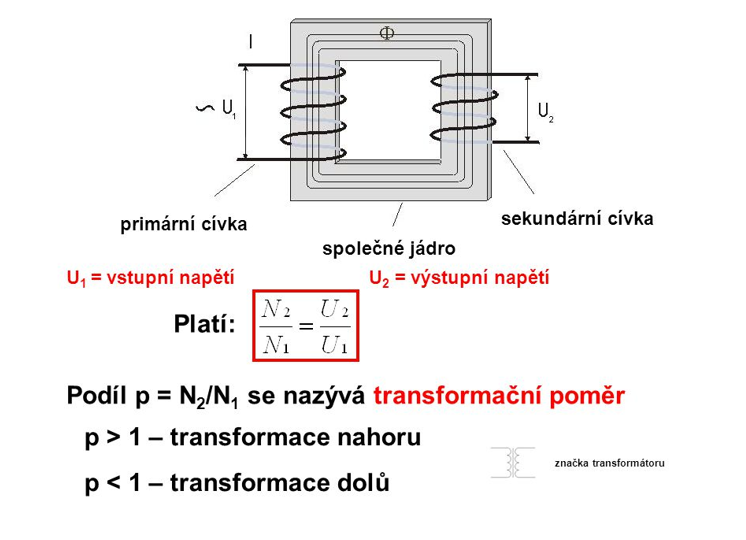 Φ
I
∽ U₁
U₂
primární cívka
sekundární cívka
společné jádro
U₁ = vstupní napětí
U₂ = výstupní napětí
Platí: N₂/N₁ = U₂/U₁
Podíl p = N₂/N₁ se nazývá transformační poměr
p > 1 – transformace nahoru
značka transformátoru
p < 1 – transformace dolů